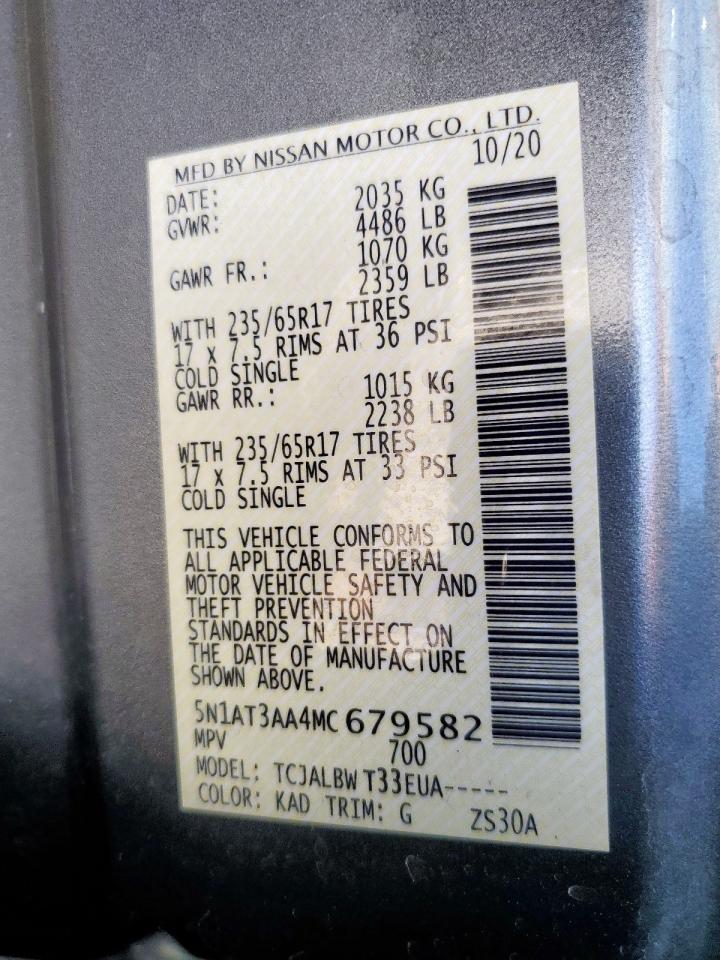 MFD BY NISSAN MOTOR CO., LTD.
DATE: 10/20
GVWR: 2035 KG
4486 LB
GAWR FR.: 1070 KG
2359 LB
WITH 235/65R17 TIRES
17 x 7.5 RIMS AT 36 PSI
COLD SINGLE
GAWR RR.: 1015 KG
2238 LB
WITH 235/65R17 TIRES
17 x 7.5 RIMS AT 33 PSI
COLD SINGLE
THIS VEHICLE CONFORMS TO
ALL APPLICABLE FEDERAL
MOTOR VEHICLE SAFETY AND
THEFT PREVENTION
STANDARDS IN EFFECT ON
THE DATE OF MANUFACTURE
SHOWN ABOVE.
5N1AT3AA4MC679582
MPV 700
MODEL: TCJALBW T33EUA-----
COLOR: KAD TRIM: G ZS30A